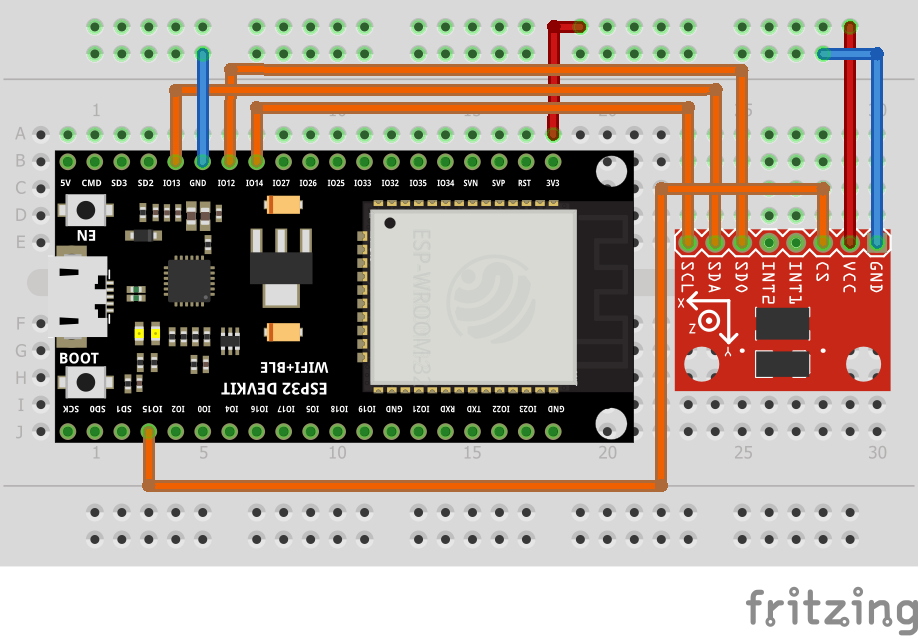 1 10 15 20 25 30
A
B
C
D
E
F
G
H
I
J
5V CMD SD3 SD2 IO13 GND IO12 IO14 IO27 IO26 IO25 IO33 IO32 IO35 IO34 SVN SVP RST 3V3
EN
BOOT
ESP-WROOM-32
WIFI+BLE
ESP32 DEVKIT
SCK SD0 SD1 IO15 IO2 IO0 IO4 IO16 IO17 IO5 IO18 IO19 GND IO21 RXD TXD IO22 IO23 GND
SCL SDA SDO INT2 INT1 CS VCC GND
X
Z
Y
1 5 10 15 20 25 30
fritzing